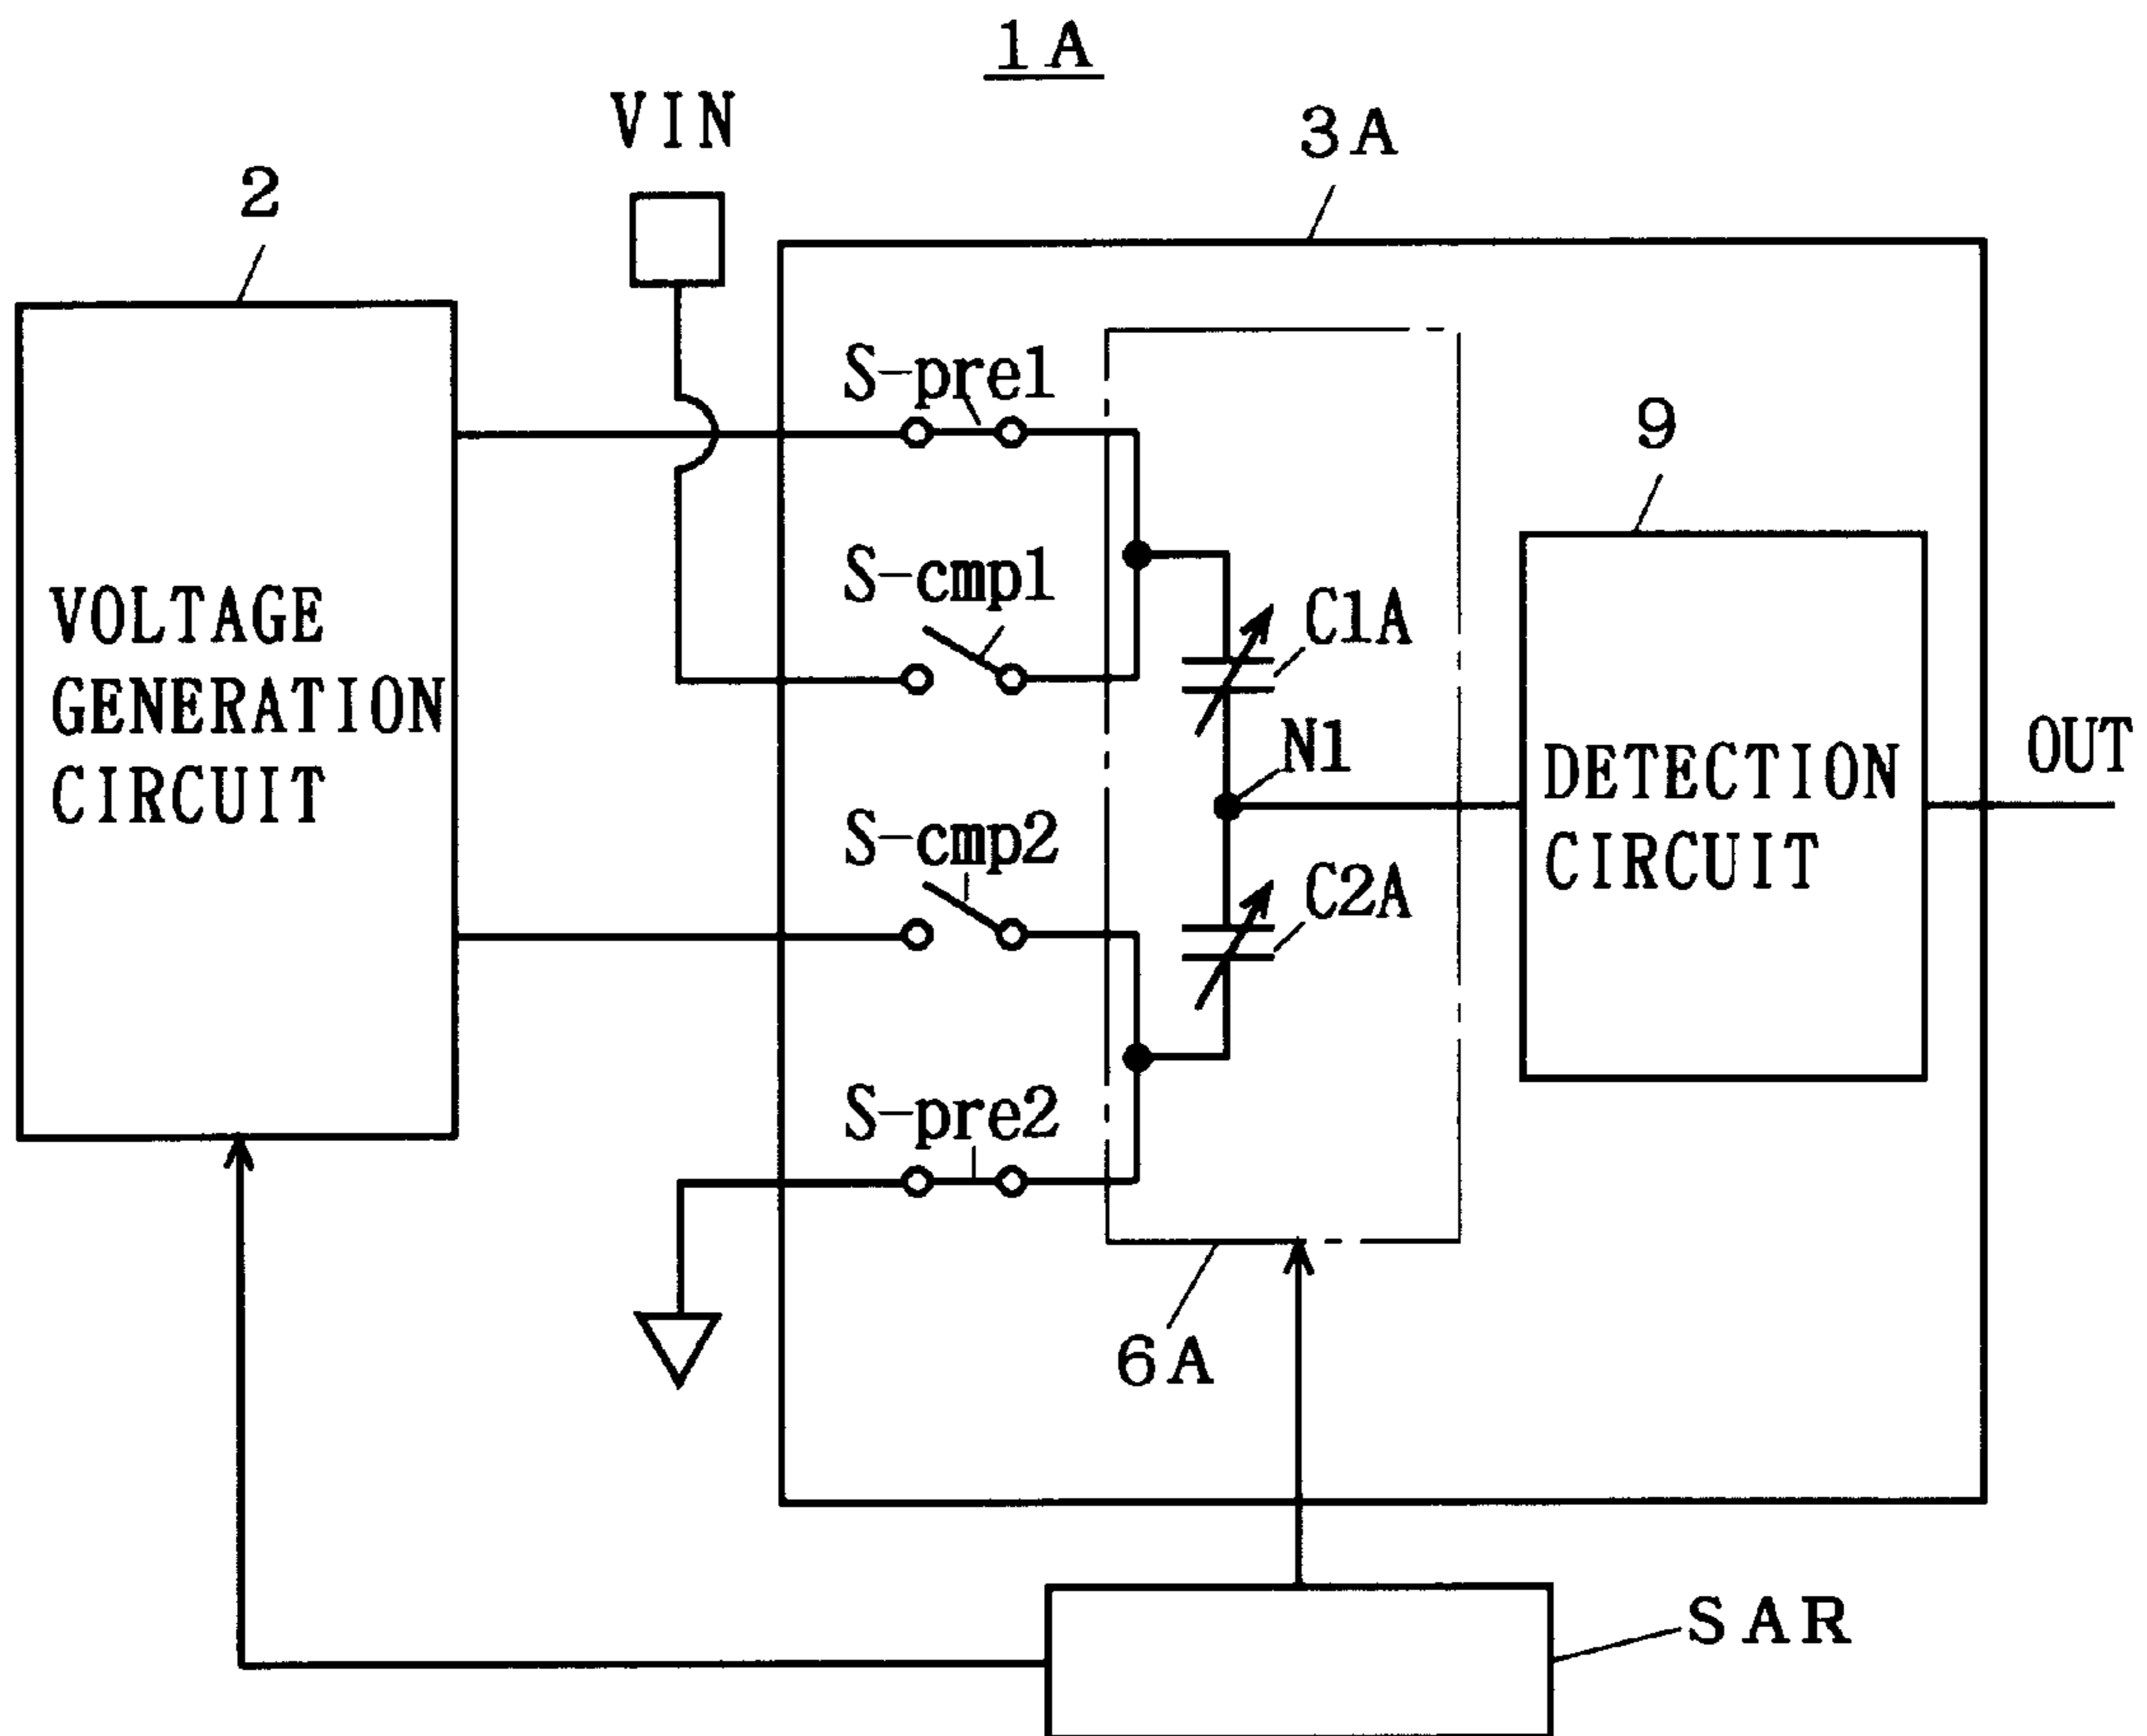 1A
VIN
3A
2
S-pre1
9
S-cmp1
C1A
VOLTAGE
GENERATION
CIRCUIT
N1
OUT
DETECTION
CIRCUIT
S-cmp2
C2A
S-pre2
6A
SAR